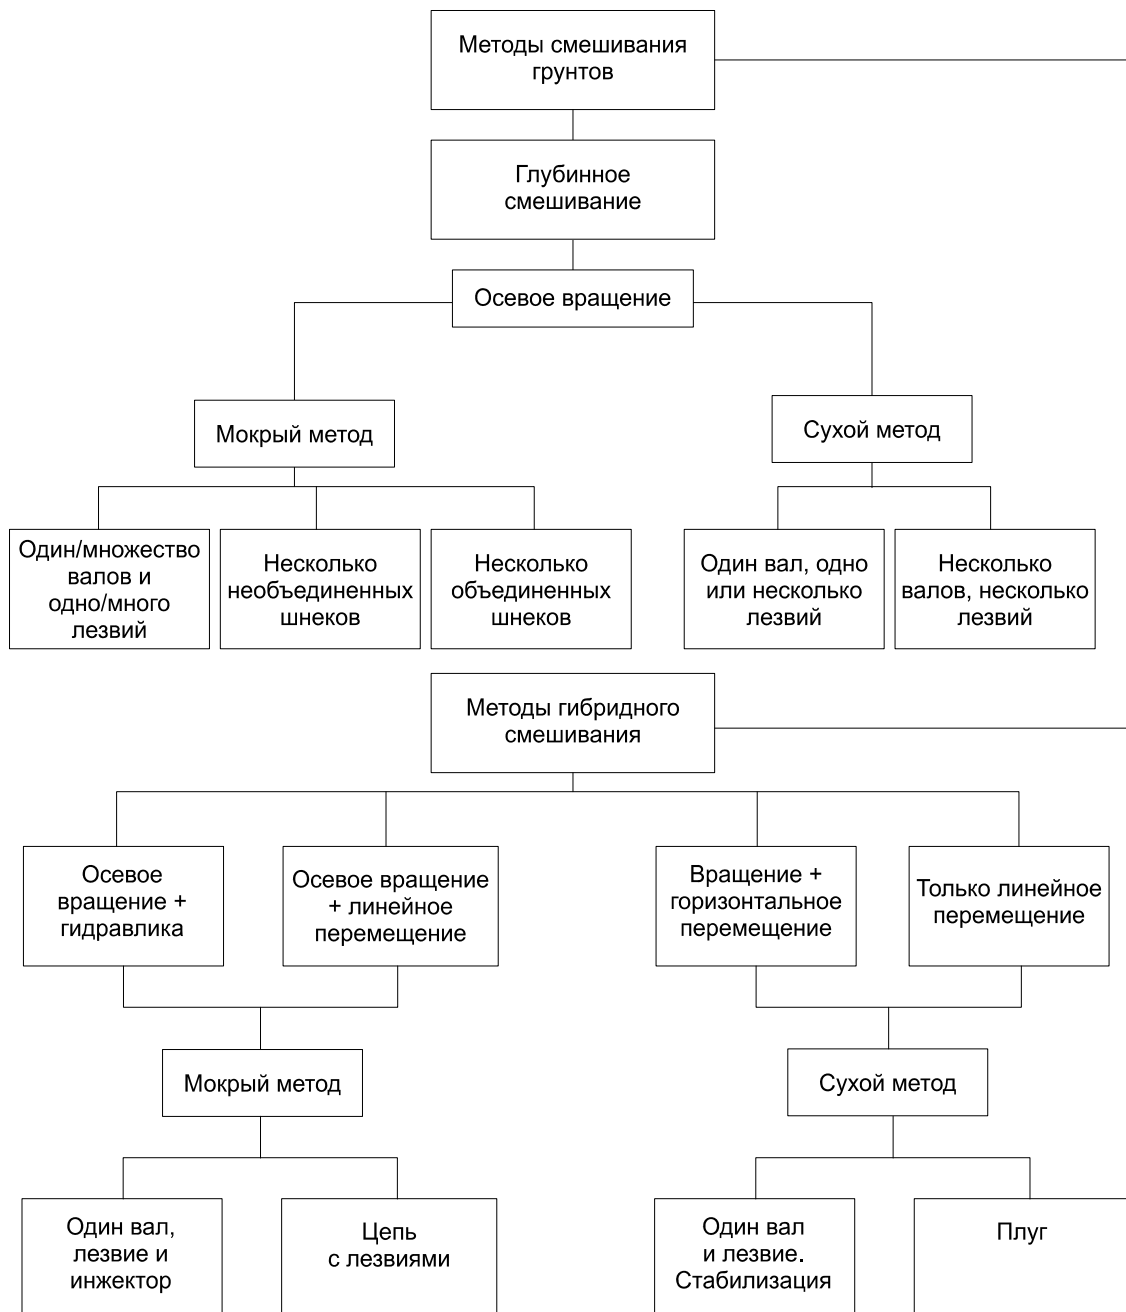 Методы смешивания
грунтов
Глубинное
смешивание
Осевое вращение
Мокрый метод
Сухой метод
Один/множество
валов и
одно/много
лезвий
Несколько
необъединенных
шнеков
Несколько
объединенных
шнеков
Один вал, одно
или несколько
лезвий
Несколько
валов, несколько
лезвий
Методы гибридного
смешивания
Осевое
вращение +
гидравлика
Осевое вращение
+ линейное
перемещение
Вращение +
горизонтальное
перемещение
Только линейное
перемещение
Мокрый метод
Сухой метод
Один вал,
лезвие и
инжектор
Цепь
с лезвиями
Один вал
и лезвие.
Стабилизация
Плуг